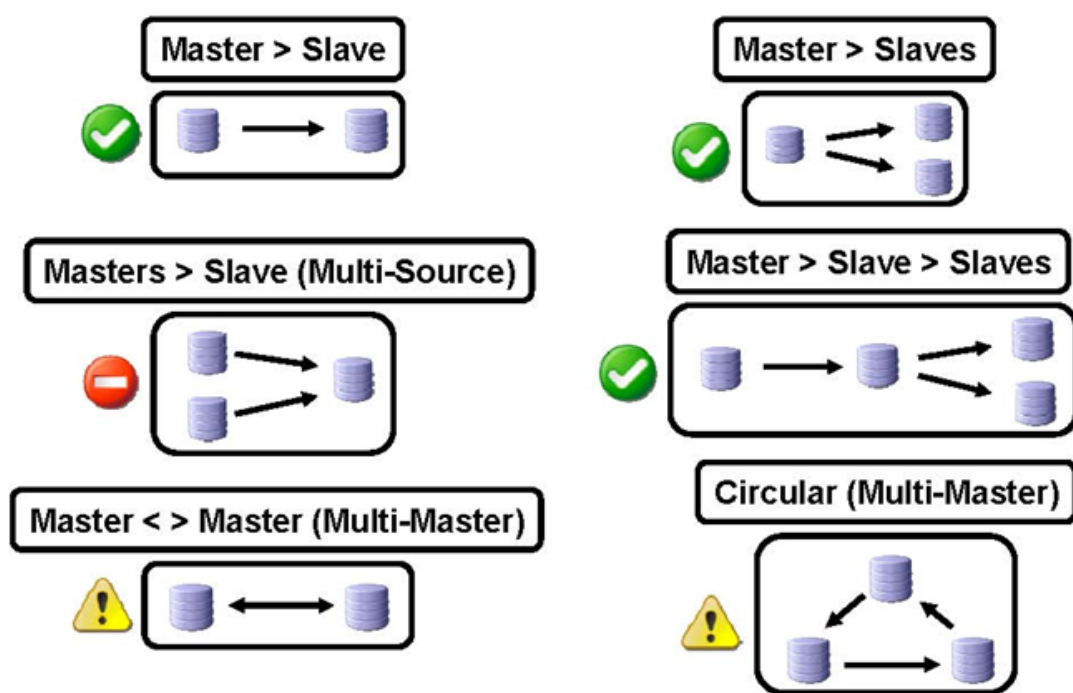 Master > Slave
Master > Slaves
Masters > Slave (Multi-Source)
Master > Slave > Slaves
Master < > Master (Multi-Master)
Circular (Multi-Master)